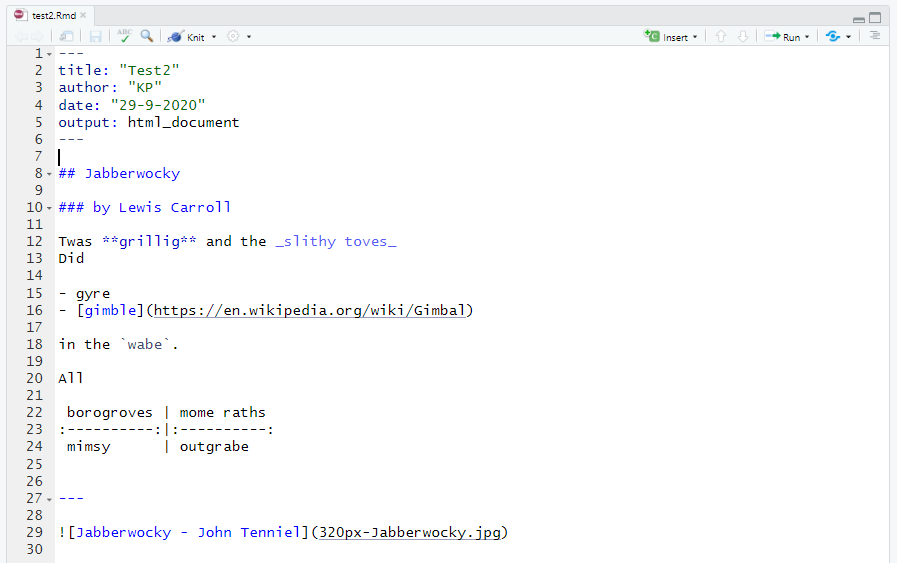 test2.Rmd
ABC Knit Insert Run
1 ---
2 title: "Test2"
3 author: "KP"
4 date: "29-9-2020"
5 output: html_document
6 ---
7
8 ## Jabberwocky
9
10 ### by Lewis Carroll
11
12 Twas **grillig** and the _slithy toves_
13 Did
14
15 - gyre
16 - [gimble](https://en.wikipedia.org/wiki/Gimbal)
17
18 in the `wabe`.
19
20 All
21
22  borogroves | mome raths
23 :----------:|:----------:
24  mimsy      | outgrabe
25
26
27 ---
28
29 ![Jabberwocky - John Tenniel](320px-Jabberwocky.jpg)
30